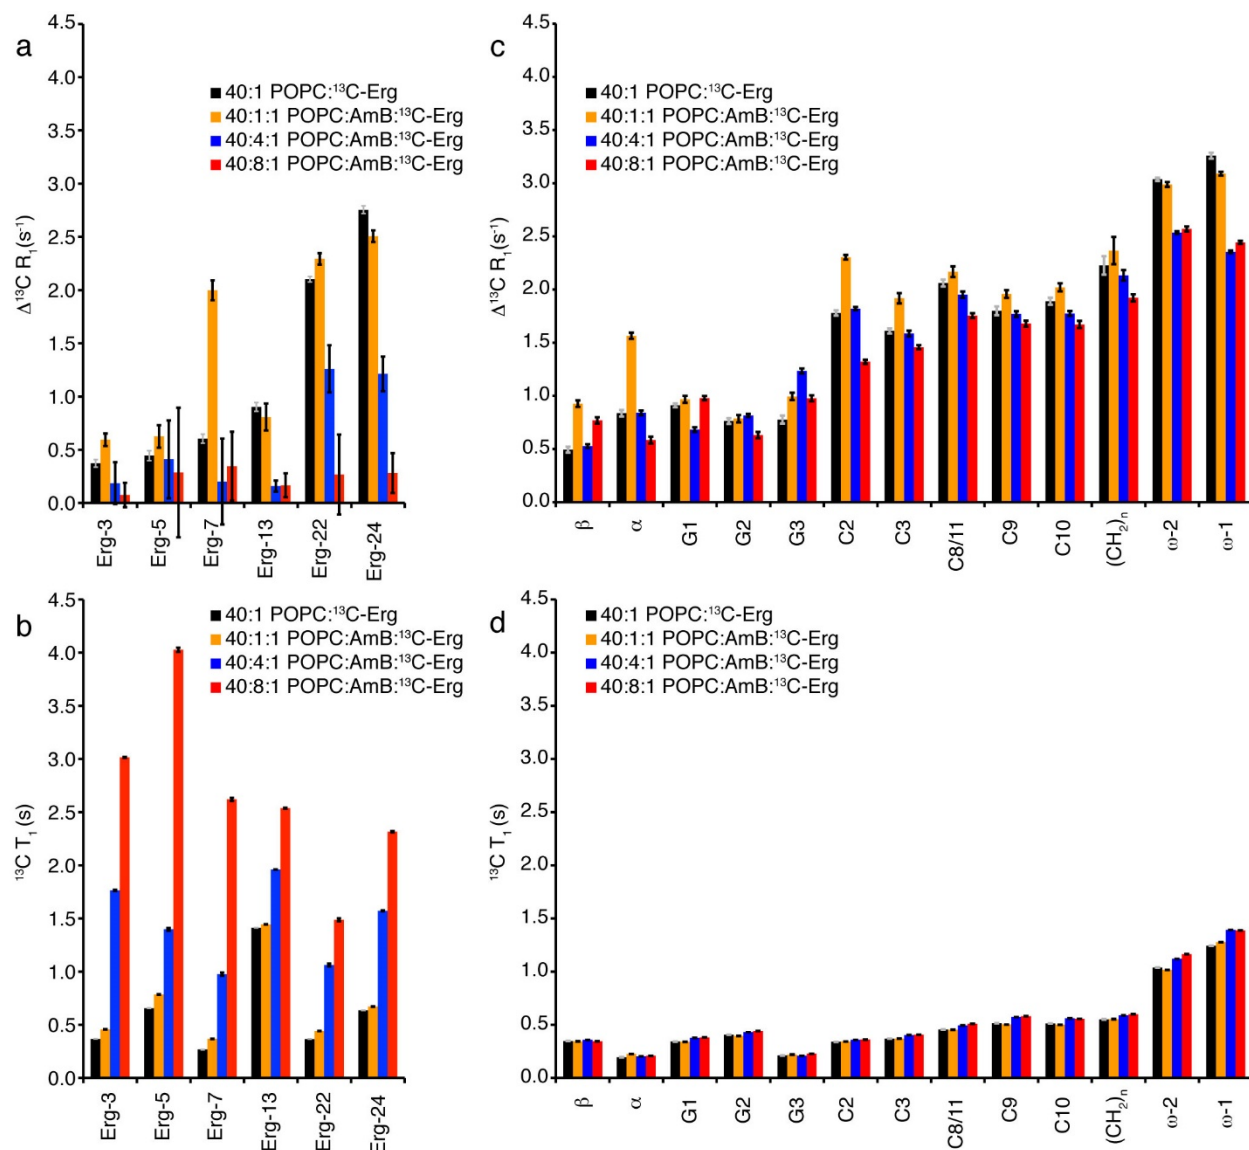 a
4.5
4.0
3.5
3.0
2.5
2.0
1.5
1.0
0.5
0.0
Δ¹³C R₁(s⁻¹)
40:1 POPC:¹³C-Erg
40:1:1 POPC:AmB:¹³C-Erg
40:4:1 POPC:AmB:¹³C-Erg
40:8:1 POPC:AmB:¹³C-Erg
Erg-3
Erg-5
Erg-7
Erg-13
Erg-22
Erg-24
c
4.5
4.0
3.5
3.0
2.5
2.0
1.5
1.0
0.5
0.0
Δ¹³C R₁(s⁻¹)
40:1 POPC:¹³C-Erg
40:1:1 POPC:AmB:¹³C-Erg
40:4:1 POPC:AmB:¹³C-Erg
40:8:1 POPC:AmB:¹³C-Erg
β
α
G1
G2
G3
C2
C3
C8/11
C9
C10
(CH₂)ₙ
ω-2
ω-1
b
4.5
4.0
3.5
3.0
2.5
2.0
1.5
1.0
0.5
0.0
¹³C T₁ (s)
40:1 POPC:¹³C-Erg
40:1:1 POPC:AmB:¹³C-Erg
40:4:1 POPC:AmB:¹³C-Erg
40:8:1 POPC:AmB:¹³C-Erg
Erg-3
Erg-5
Erg-7
Erg-13
Erg-22
Erg-24
d
4.5
4.0
3.5
3.0
2.5
2.0
1.5
1.0
0.5
0.0
¹³C T₁ (s)
40:1 POPC:¹³C-Erg
40:1:1 POPC:AmB:¹³C-Erg
40:4:1 POPC:AmB:¹³C-Erg
40:8:1 POPC:AmB:¹³C-Erg
β
α
G1
G2
G3
C2
C3
C8/11
C9
C10
(CH₂)ₙ
ω-2
ω-1